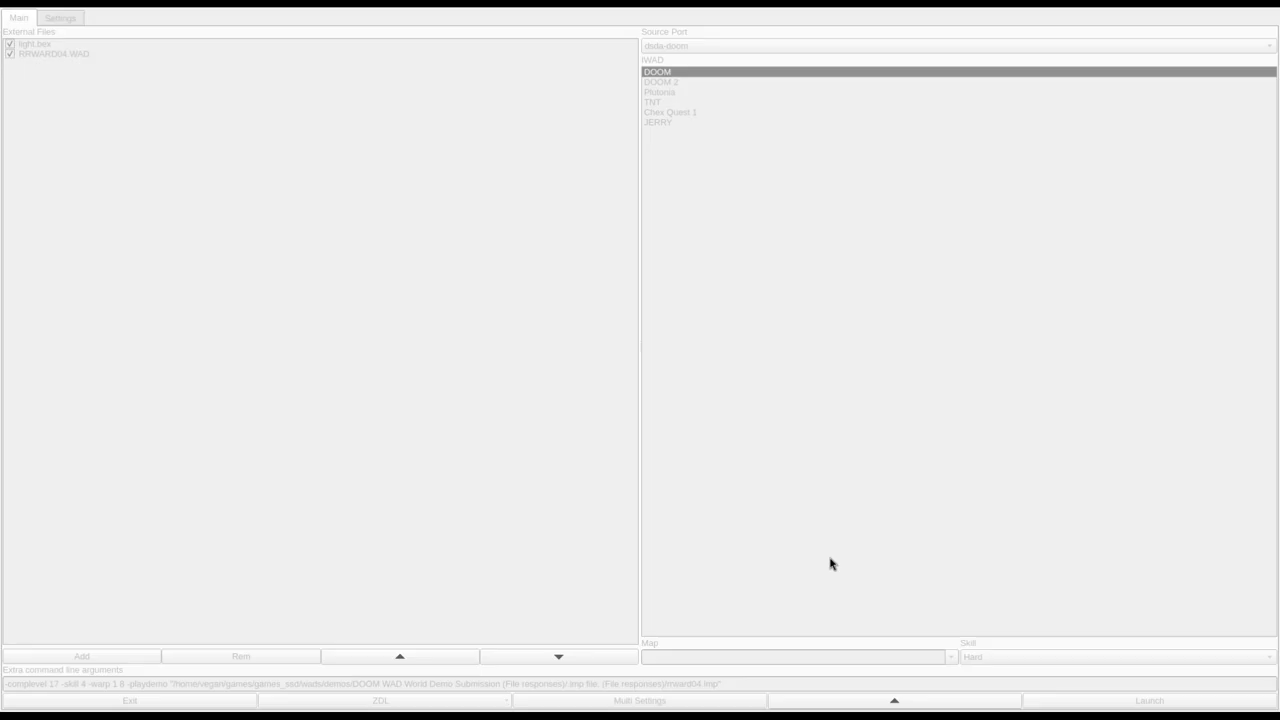 Main Settings
External Files
light.bex
RRWARD04.WAD
Source Port
dsda-doom
IWAD
DOOM
DOOM 2
Plutonia
TNT
Chex Quest 1
JERRY
Add Rem
Map Skill
Hard
Extra command line arguments
-complevel 17 -skill 4 -warp 1 8 -playdemo "/home/vegan/games/games_ssd/wads/demos/DOOM WAD World Demo Submission (File responses)/.lmp file. (File responses)/rrward04.lmp"
Exit ZDL Multi Settings Launch